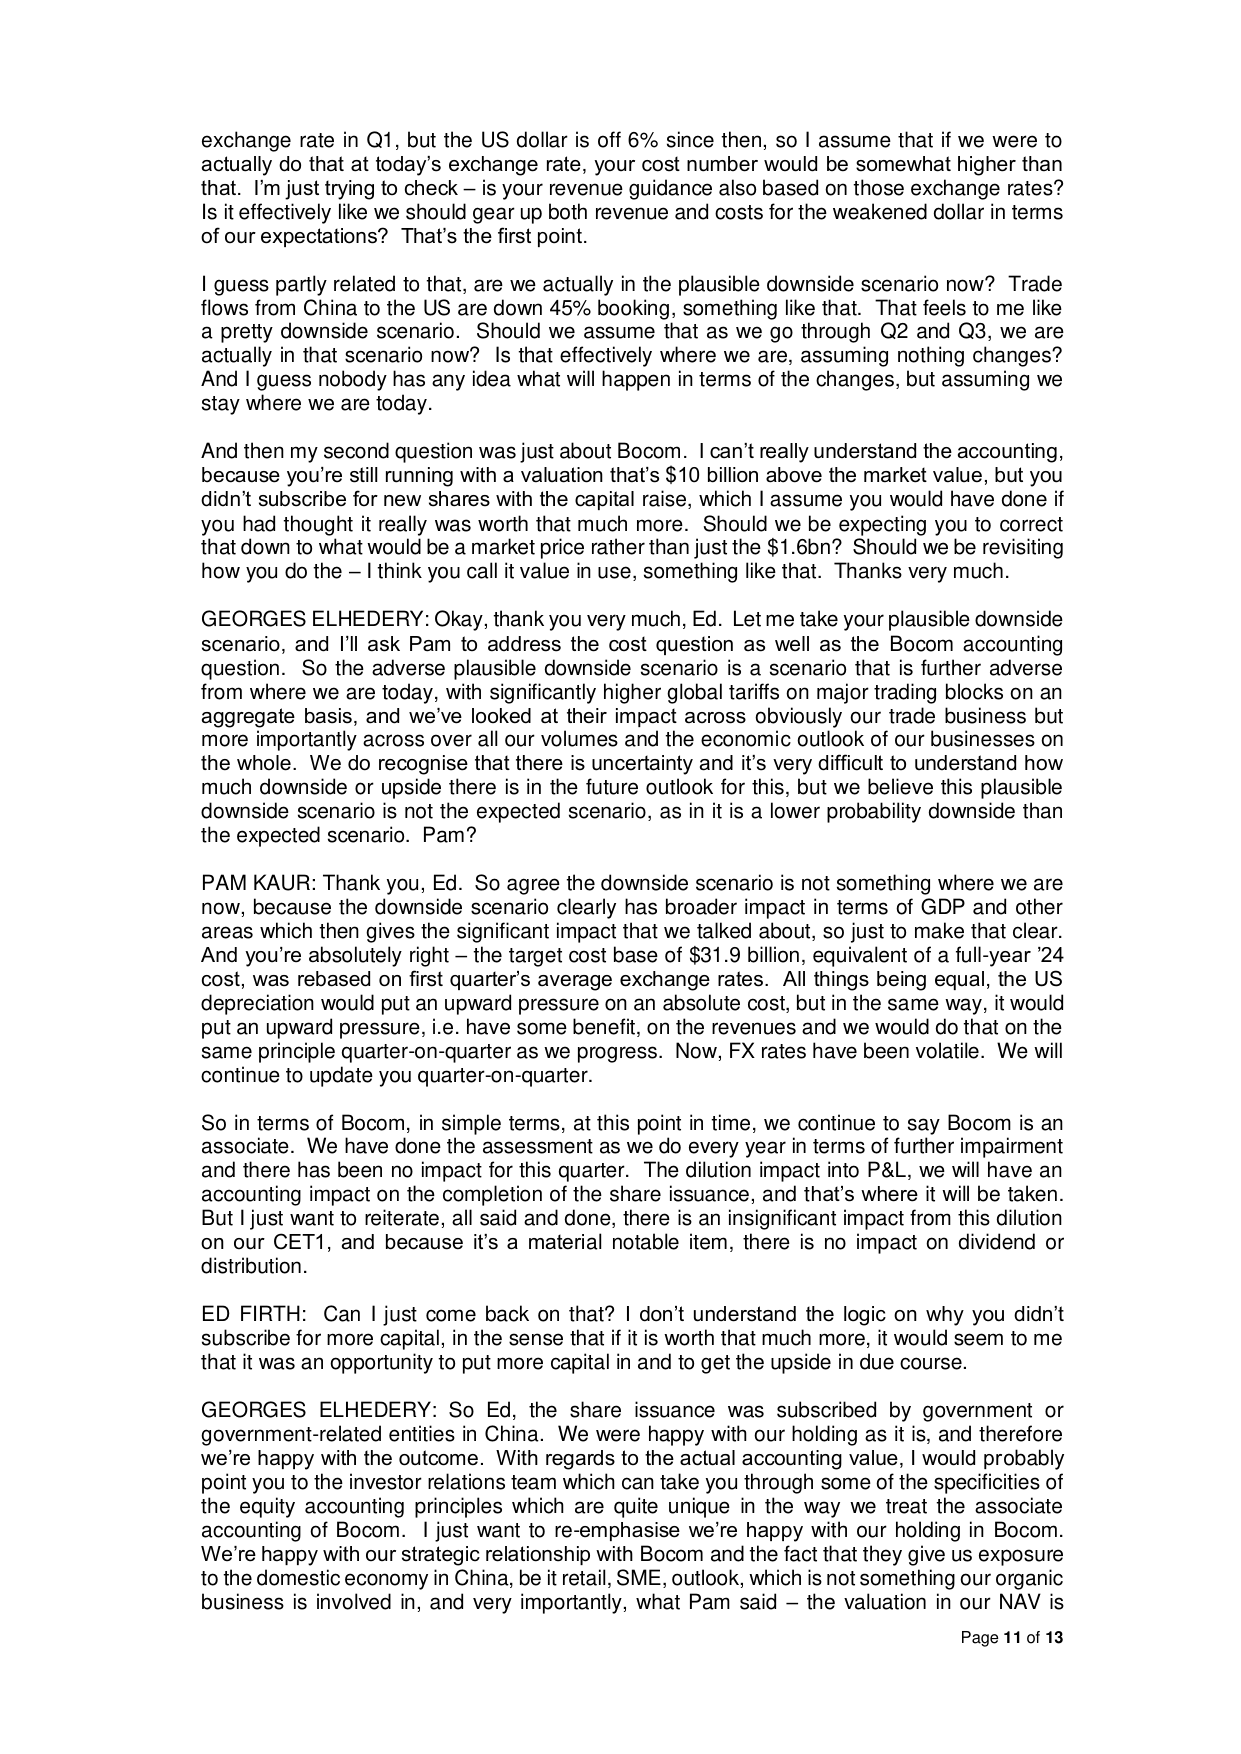 exchange rate in Q1, but the US dollar is off 6% since then, so I assume that if we were to
actually do that at today’s exchange rate, your cost number would be somewhat higher than
that.  I’m just trying to check – is your revenue guidance also based on those exchange rates?
Is it effectively like we should gear up both revenue and costs for the weakened dollar in terms
of our expectations?  That’s the first point.
I guess partly related to that, are we actually in the plausible downside scenario now?  Trade
flows from China to the US are down 45% booking, something like that.  That feels to me like
a pretty downside scenario.  Should we assume that as we go through Q2 and Q3, we are
actually in that scenario now?  Is that effectively where we are, assuming nothing changes?
And I guess nobody has any idea what will happen in terms of the changes, but assuming we
stay where we are today.
And then my second question was just about Bocom.  I can’t really understand the accounting,
because you’re still running with a valuation that’s $10 billion above the market value, but you
didn’t subscribe for new shares with the capital raise, which I assume you would have done if
you had thought it really was worth that much more.  Should we be expecting you to correct
that down to what would be a market price rather than just the $1.6bn?  Should we be revisiting
how you do the – I think you call it value in use, something like that.  Thanks very much.
GEORGES ELHEDERY: Okay, thank you very much, Ed.  Let me take your plausible downside
scenario, and I’ll ask Pam to address the cost question as well as the Bocom accounting
question.  So the adverse plausible downside scenario is a scenario that is further adverse
from where we are today, with significantly higher global tariffs on major trading blocks on an
aggregate basis, and we’ve looked at their impact across obviously our trade business but
more importantly across over all our volumes and the economic outlook of our businesses on
the whole.  We do recognise that there is uncertainty and it’s very difficult to understand how
much downside or upside there is in the future outlook for this, but we believe this plausible
downside scenario is not the expected scenario, as in it is a lower probability downside than
the expected scenario.  Pam?
PAM KAUR: Thank you, Ed.  So agree the downside scenario is not something where we are
now, because the downside scenario clearly has broader impact in terms of GDP and other
areas which then gives the significant impact that we talked about, so just to make that clear.
And you’re absolutely right – the target cost base of $31.9 billion, equivalent of a full-year ’24
cost, was rebased on first quarter’s average exchange rates.  All things being equal, the US
depreciation would put an upward pressure on an absolute cost, but in the same way, it would
put an upward pressure, i.e. have some benefit, on the revenues and we would do that on the
same principle quarter-on-quarter as we progress.  Now, FX rates have been volatile.  We will
continue to update you quarter-on-quarter.
So in terms of Bocom, in simple terms, at this point in time, we continue to say Bocom is an
associate.  We have done the assessment as we do every year in terms of further impairment
and there has been no impact for this quarter.  The dilution impact into P&L, we will have an
accounting impact on the completion of the share issuance, and that’s where it will be taken.
But I just want to reiterate, all said and done, there is an insignificant impact from this dilution
on our CET1, and because it’s a material notable item, there is no impact on dividend or
distribution.
ED FIRTH:  Can I just come back on that? I don’t understand the logic on why you didn’t
subscribe for more capital, in the sense that if it is worth that much more, it would seem to me
that it was an opportunity to put more capital in and to get the upside in due course.
GEORGES ELHEDERY: So Ed, the share issuance was subscribed by government or
government-related entities in China.  We were happy with our holding as it is, and therefore
we’re happy with the outcome.  With regards to the actual accounting value, I would probably
point you to the investor relations team which can take you through some of the specificities of
the equity accounting principles which are quite unique in the way we treat the associate
accounting of Bocom.  I just want to re-emphasise we’re happy with our holding in Bocom.
We’re happy with our strategic relationship with Bocom and the fact that they give us exposure
to the domestic economy in China, be it retail, SME, outlook, which is not something our organic
business is involved in, and very importantly, what Pam said – the valuation in our NAV is
Page 11 of 13